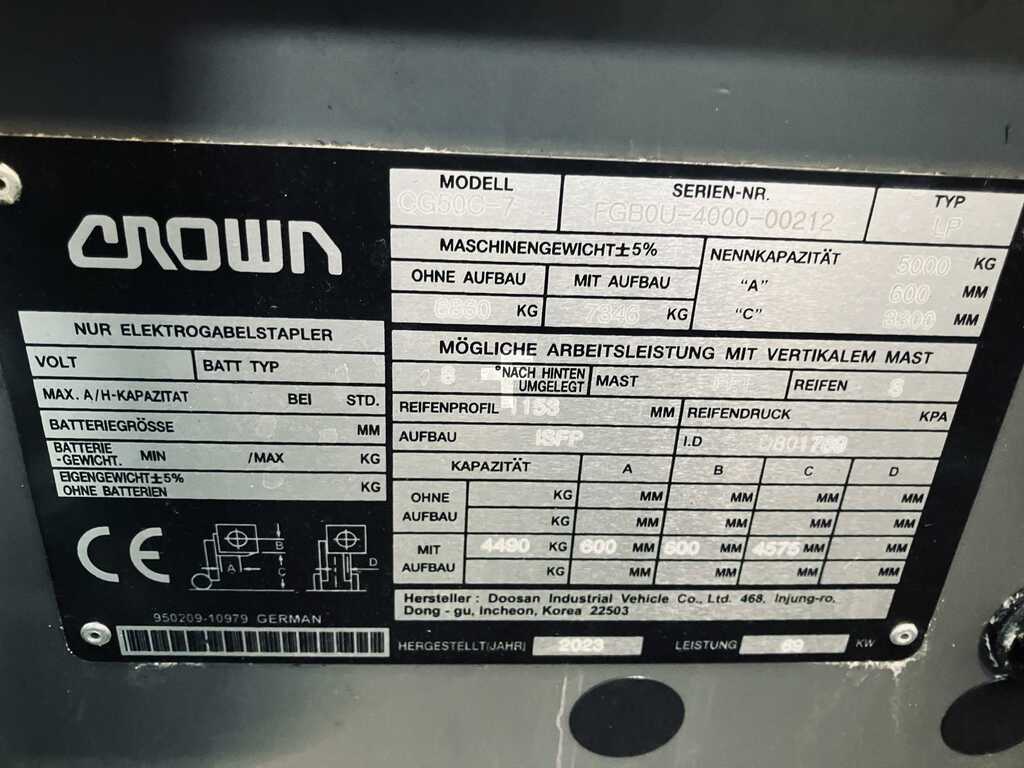 CROWN
MODELL
SERIEN-NR.
TYP
CG50C-7
FGB0U-4000-00212
LP
MASCHINENGEWICHT±5%
OHNE AUFBAU
MIT AUFBAU
KG
7346 KG
NENNKAPAZITÄT 5000 KG
"A" 600 MM
"C" 3300 MM
NUR ELEKTROGABELSTAPLER
VOLT
BATT TYP
MAX. A/H-KAPAZITAT BEI STD.
BATTERIEGRÖSSE MM
BATTERIE
-GEWICHT. MIN /MAX KG
EIGENGEWICHT±5%
OHNE BATTERIEN KG
MÖGLICHE ARBEITSLEISTUNG MIT VERTIKALEM MAST
°NACH HINTEN
UMGELEGT
MAST
REIFEN S
REIFENPROFIL 1153 MM
REIFENDRUCK KPA
AUFBAU ISFP
I.D
KAPAZITÄT A B C D
OHNE
AUFBAU
KG MM MM MM MM
KG MM MM MM MM
MIT
AUFBAU
4490 KG 600 MM 600 MM 4575 MM MM
KG MM MM MM MM
A
B
C
D
950209-10979 GERMAN
Hersteller : Doosan Industrial Vehicle Co., Ltd. 468, Injung-ro,
Dong - gu, Incheon, Korea 22503
HERGESTELLT(JAHR) 2023
LEISTUNG 69 KW